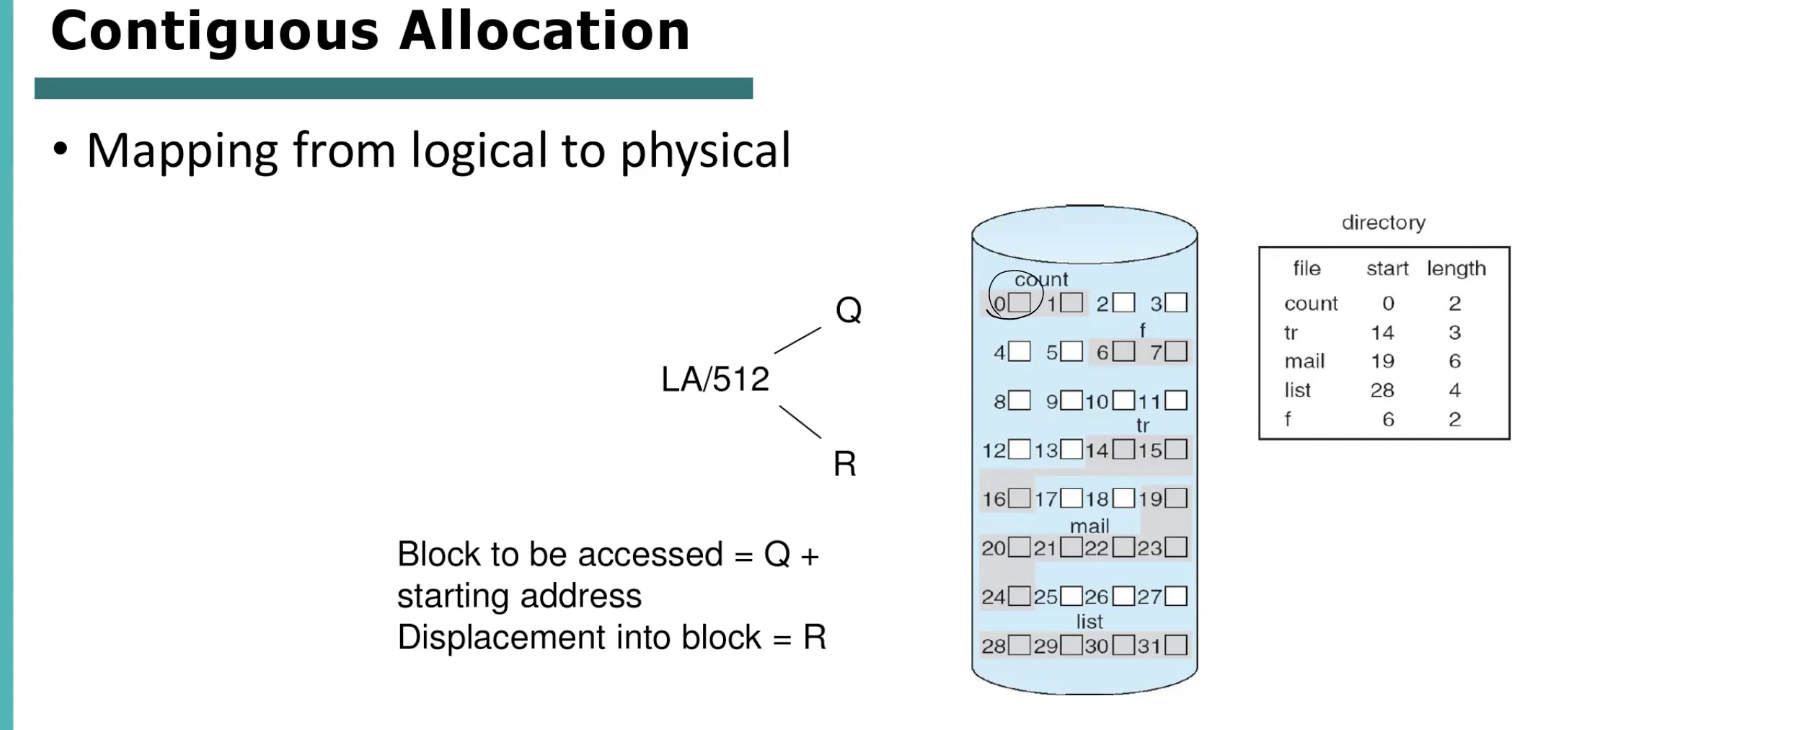 Contiguous Allocation
• Mapping from logical to physical
Q
LA/512
R
Block to be accessed = Q +
starting address
Displacement into block = R
count
0 1 2 3
f
4 5 6 7
8 9 10 11
tr
12 13 14 15
16 17 18 19
mail
20 21 22 23
24 25 26 27
list
28 29 30 31
directory
file start length
count 0 2
tr 14 3
mail 19 6
list 28 4
f 6 2